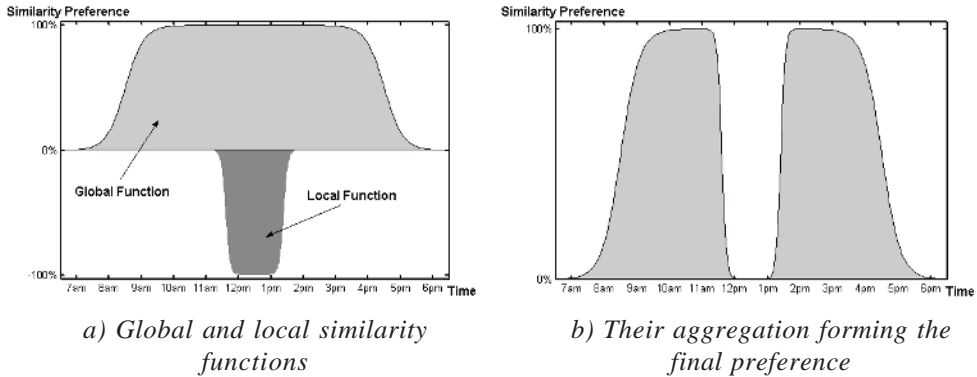 Similarity Preference
100%
0%
-100%
Global Function
Local Function
7am 8am 9am 10am 11am 12pm 1pm 2pm 3pm 4pm 5pm 6pm Time
a) Global and local similarity
functions
Similarity Preference
100%
0%
7am 8am 9am 10am 11am 12pm 1pm 2pm 3pm 4pm 5pm 6pm Time
b) Their aggregation forming the
final preference